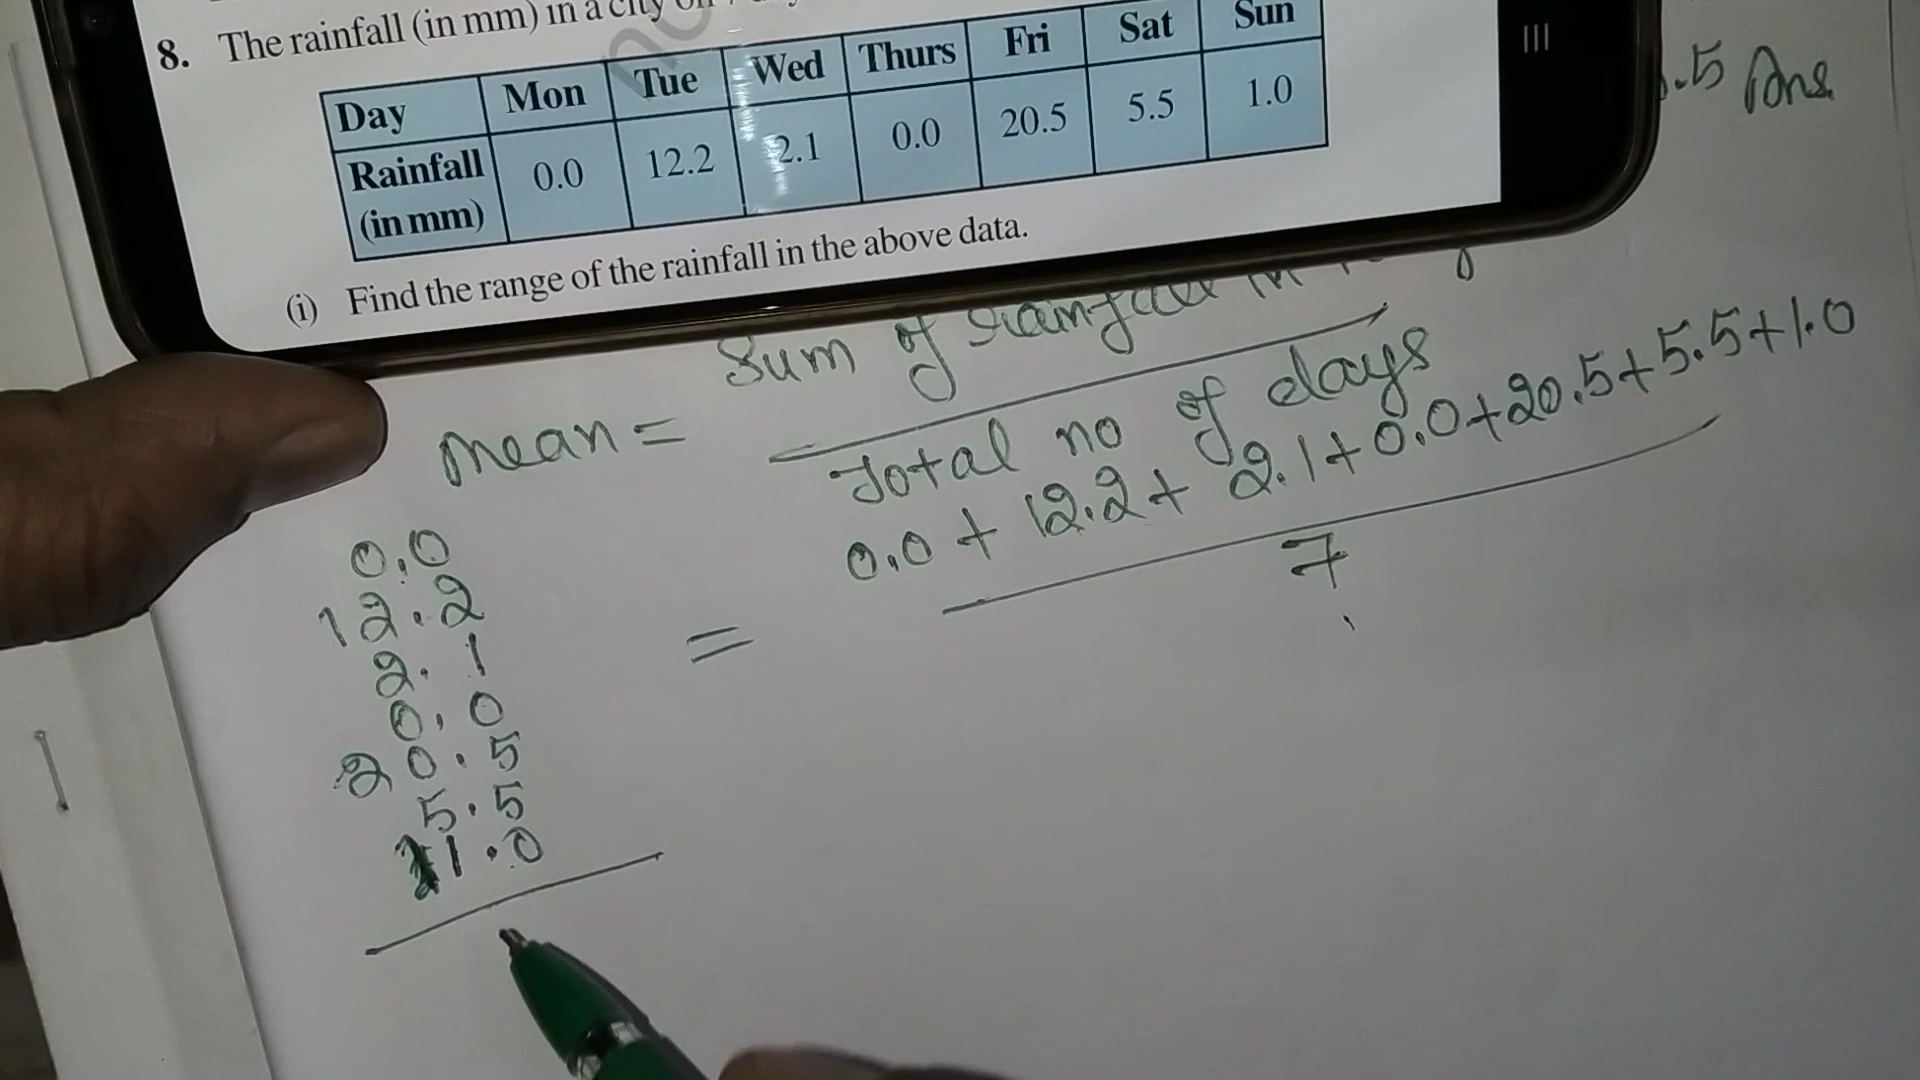 8. The rainfall (in mm) in a city on
Day Mon Tue Wed Thurs Fri Sat Sun
Rainfall (in mm) 0.0 12.2 2.1 0.0 20.5 5.5 1.0
(i) Find the range of the rainfall in the above data.
.5 Ans
mean = Sum of rainfall in
Total no of days
= 0.0 + 12.2 + 2.1 + 0.0 + 20.5 + 5.5 + 1.0
7
0.0
12.2
2.1
0.0
20.5
5.5
1.0